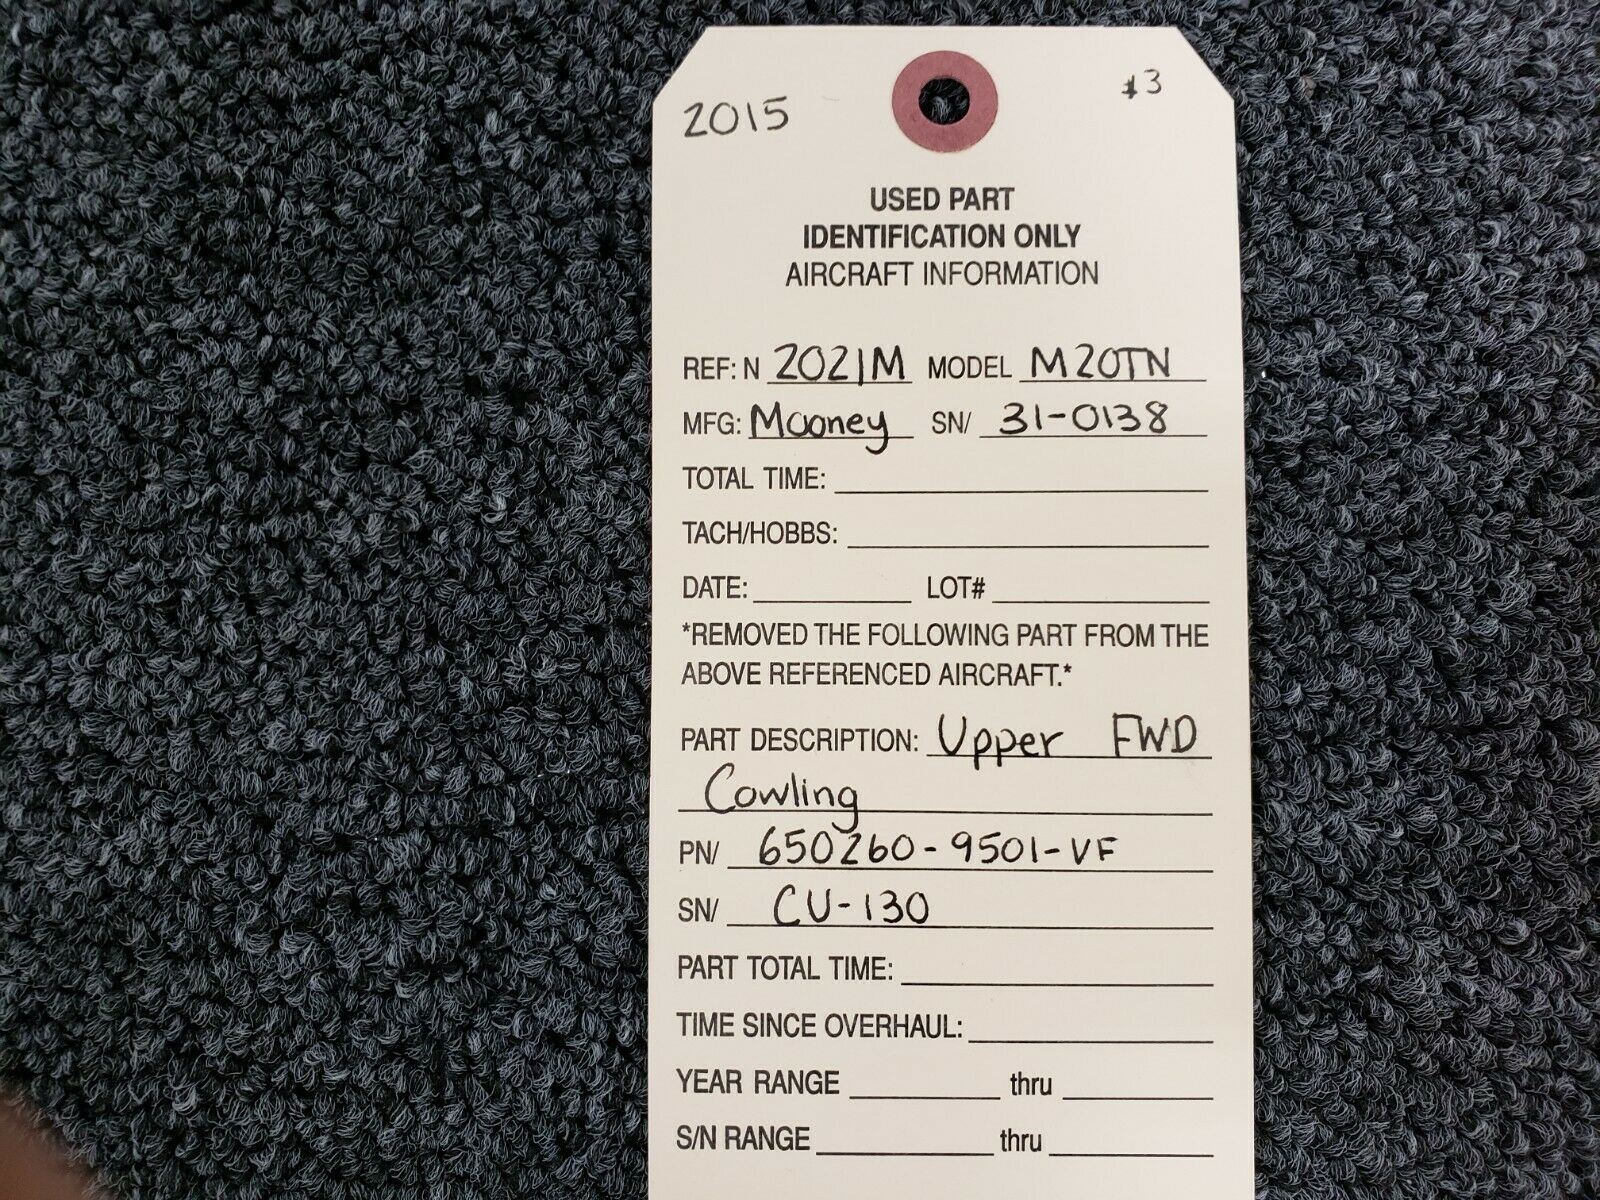 2015
#3
USED PART
IDENTIFICATION ONLY
AIRCRAFT INFORMATION
REF: N 2021M MODEL M20TN
MFG: Mooney SN/ 31-0138
TOTAL TIME:
TACH/HOBBS:
DATE: LOT#
*REMOVED THE FOLLOWING PART FROM THE
ABOVE REFERENCED AIRCRAFT.*
PART DESCRIPTION: Upper FWD
Cowling
PN/ 650260-9501-VF
SN/ CU-130
PART TOTAL TIME:
TIME SINCE OVERHAUL:
YEAR RANGE thru
S/N RANGE thru